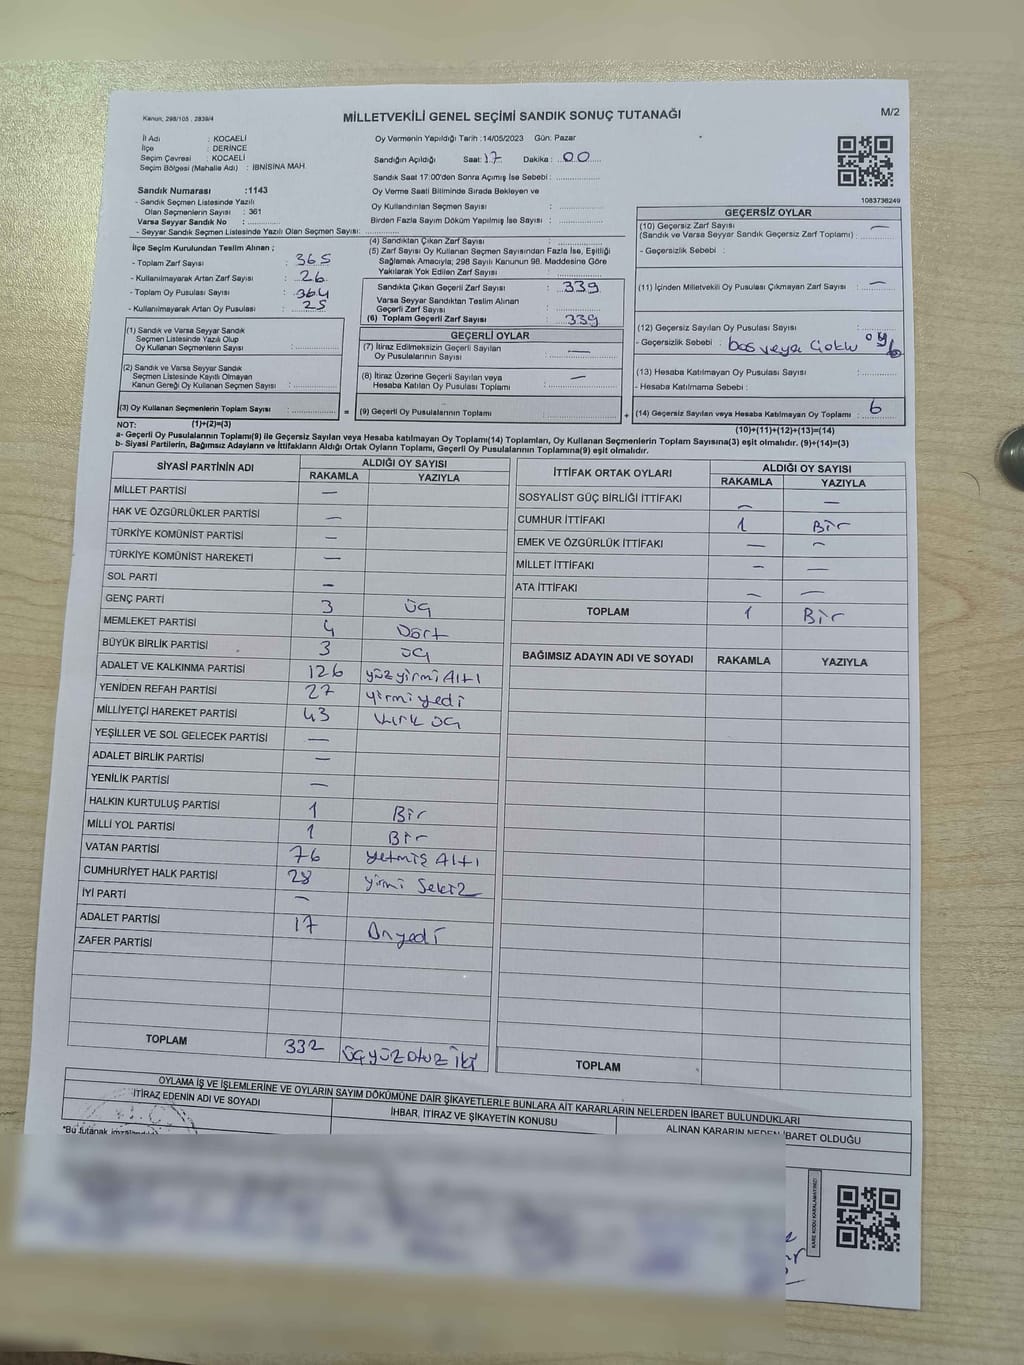 Kanun, 298/105 , 2839/4
MİLLETVEKİLİ GENEL SEÇİMİ SANDIK SONUÇ TUTANAĞI
M/2
İl Adı : KOCAELİ
İlçe : DERİNCE
Seçim Çevresi : KOCAELİ
Seçim Bölgesi (Mahalle Adı) : İBNİSİNA MAH
Sandık Numarası :1143
- Sandık Seçmen Listesinde Yazılı
Olan Seçmenlerin Sayısı : 361
Varsa Seyyar Sandık No :
- Seyyar Sandık Seçmen Listesinde Yazılı Olan Seçmen Sayısı:
Oy Vermenin Yapıldığı Tarih :14/05/2023 Gün: Pazar
Sandığın Açıldığı Saat: 17 Dakika : 00
Sandık Saat 17:00'den Sonra Açılmış İse Sebebi :
Oy Verme Saati Bitiminde Sırada Bekleyen ve
Oy Kullandırılan Seçmen Sayısı :
Birden Fazla Sayım Döküm Yapılmış İse Sayısı :
1083736249
İlçe Seçim Kurulundan Teslim Alınan ;
- Toplam Zarf Sayısı : 365
- Kullanılmayarak Artan Zarf Sayısı : 26
- Toplam Oy Pusulası Sayısı : 364
- Kullanılmayarak Artan Oy Pusulası : 25
(4) Sandıktan Çıkan Zarf Sayısı :
(5) Zarf Sayısı Oy Kullanan Seçmen Sayısından Fazla İse, Eşitliği
Sağlamak Amacıyla; 298 Sayılı Kanunun 98. Maddesine Göre
Yakılarak Yok Edilen Zarf Sayısı :
Sandıkta Çıkan Geçerli Zarf Sayısı : 339
Varsa Seyyar Sandıktan Teslim Alınan
Geçerli Zarf Sayısı :
(6) Toplam Geçerli Zarf Sayısı : 339
GEÇERSİZ OYLAR
(10) Geçersiz Zarf Sayısı —
(Sandık ve Varsa Seyyar Sandık Geçersiz Zarf Toplamı) :
- Geçersizlik Sebebi :
(11) İçinden Milletvekili Oy Pusulası Çıkmayan Zarf Sayısı : —
(12) Geçersiz Sayılan Oy Pusulası Sayısı :
- Geçersizlik Sebebi : boş veya Çoklu oy 6
(13) Hesaba Katılmayan Oy Pusulası Sayısı :
- Hesaba Katılmama Sebebi :
(14) Geçersiz Sayılan veya Hesaba Katılmayan Oy Toplamı : 6
(10)+(11)+(12)+(13)=(14)
(1) Sandık ve Varsa Seyyar Sandık
Seçmen Listesinde Yazılı Olup
Oy Kullanan Seçmenlerin Sayısı :
(2) Sandık ve Varsa Seyyar Sandık
Seçmen Listesinde Kayıtlı Olmayan
Kanun Gereği Oy Kullanan Seçmen Sayısı :
(3) Oy Kullanan Seçmenlerin Toplam Sayısı : =
(1)+(2)=(3)
GEÇERLİ OYLAR
(7) İtiraz Edilmeksizin Geçerli Sayılan
Oy Pusulalarının Sayısı : —
(8) İtiraz Üzerine Geçerli Sayılan veya
Hesaba Katılan Oy Pusulası Toplamı : —
(9) Geçerli Oy Pusulalarının Toplamı : +
NOT:
a- Geçerli Oy Pusulalarının Toplamı(9) ile Geçersiz Sayılan veya Hesaba katılmayan Oy Toplamı(14) Toplamları, Oy Kullanan Seçmenlerin Toplam Sayısına(3) eşit olmalıdır. (9)+(14)=(3)
b- Siyasi Partilerin, Bağımsız Adayların ve İttifakların Aldığı Ortak Oyların Toplamı, Geçerli Oy Pusulalarının Toplamına(9) eşit olmalıdır.
SİYASİ PARTİNİN ADI ALDIĞI OY SAYISI
RAKAMLA YAZIYLA
MİLLET PARTİSİ —
HAK VE ÖZGÜRLÜKLER PARTİSİ —
TÜRKİYE KOMÜNİST PARTİSİ —
TÜRKİYE KOMÜNİST HAREKETİ —
SOL PARTİ —
GENÇ PARTİ 3 üç
MEMLEKET PARTİSİ 4 Dört
BÜYÜK BİRLİK PARTİSİ 3 üç
ADALET VE KALKINMA PARTİSİ 126 yüz yirmi Altı
YENİDEN REFAH PARTİSİ 27 yirmi yedi
MİLLİYETÇİ HAREKET PARTİSİ 43 Kırk üç
YEŞİLLER VE SOL GELECEK PARTİSİ —
ADALET BİRLİK PARTİSİ —
YENİLİK PARTİSİ —
HALKIN KURTULUŞ PARTİSİ 1 Bir
MİLLİ YOL PARTİSİ 1 Bir
VATAN PARTİSİ 76 yetmiş Altı
CUMHURİYET HALK PARTİSİ 28 yirmi Sekiz
İYİ PARTİ —
ADALET PARTİSİ 17 Onyedi
ZAFER PARTİSİ
TOPLAM 332 üçyüz otuz iki
İTTİFAK ORTAK OYLARI ALDIĞI OY SAYISI
RAKAMLA YAZIYLA
SOSYALİST GÜÇ BİRLİĞİ İTTİFAKI — —
CUMHUR İTTİFAKI 1 Bir
EMEK VE ÖZGÜRLÜK İTTİFAKI — —
MİLLET İTTİFAKI — —
ATA İTTİFAKI — —
TOPLAM 1 Bir
BAĞIMSIZ ADAYIN ADI VE SOYADI RAKAMLA YAZIYLA
TOPLAM
OYLAMA İŞ VE İŞLEMLERİNE VE OYLARIN SAYIM DÖKÜMÜNE DAİR ŞİKAYETLERLE BUNLARA AİT KARARLARIN NELERDEN İBARET BULUNDUKLARI
İTİRAZ EDENİN ADI VE SOYADI
İHBAR, İTİRAZ VE ŞİKAYETİN KONUSU
ALINAN KARARIN NEDEN İBARET OLDUĞU
*Bu tutanak
KARE KODU KARALAMAYINIZ!